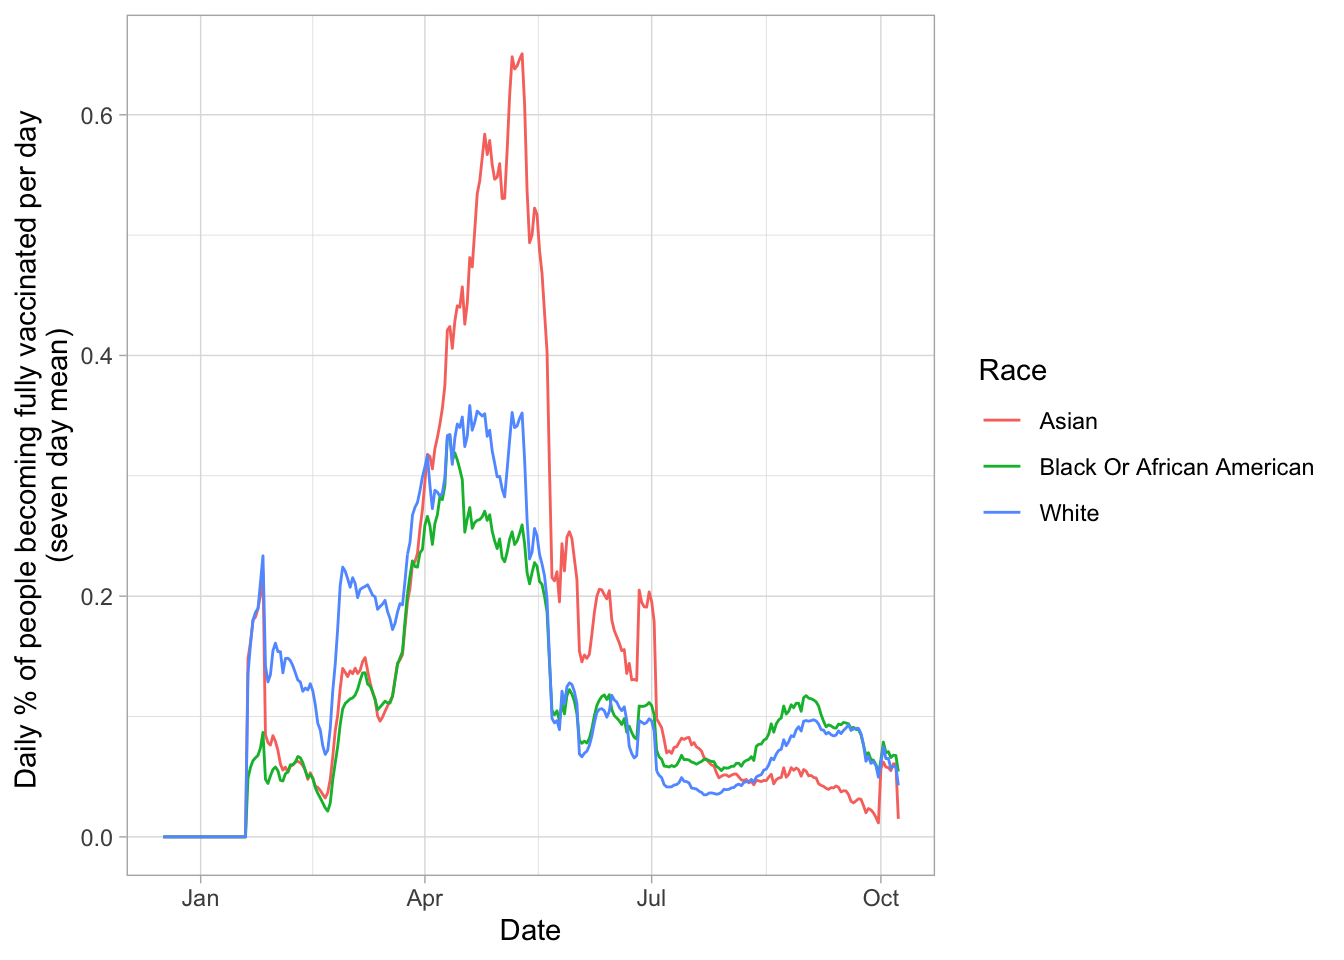 Daily % of people becoming fully vaccinated per day
(seven day mean)
0.6
0.4
0.2
0.0
Jan
Apr
Jul
Oct
Date
Race
Asian
Black Or African American
White